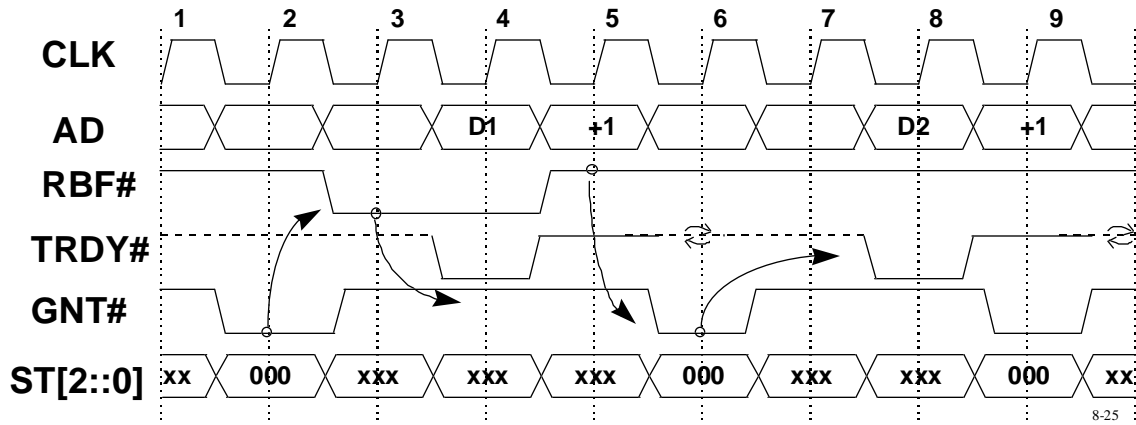 1 2 3 4 5 6 7 8 9
CLK
AD D1 +1 D2 +1
RBF#
TRDY#
GNT#
ST[2::0] xx 000 xxx xxx xxx 000 xxx xxx 000 xx
8-25